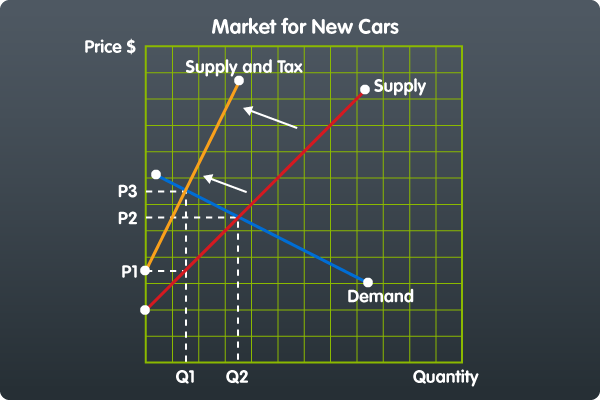 Market for New Cars
Price $
Supply and Tax
Supply
P3
P2
P1
Demand
Q1 Q2 Quantity